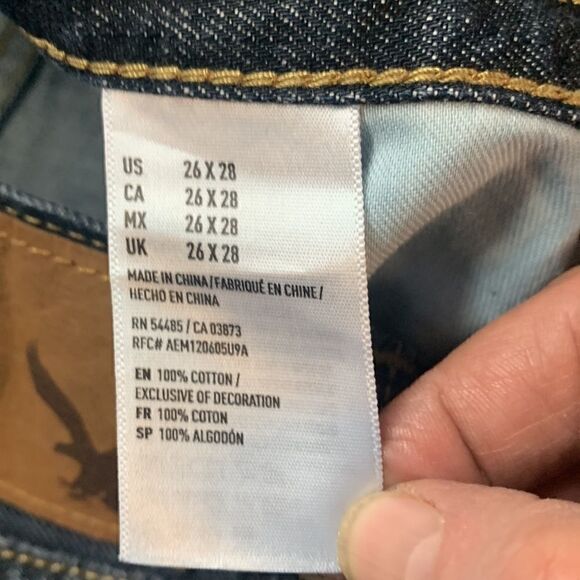 US 26 X 28
CA 26 X 28
MX 26 X 28
UK 26 X 28
MADE IN CHINA/FABRIQUÉ EN CHINE/
HECHO EN CHINA
RN 54485 / CA 03873
RFC# AEM120605U9A
EN 100% COTTON /
EXCLUSIVE OF DECORATION
FR 100% COTON
SP 100% ALGODÓN